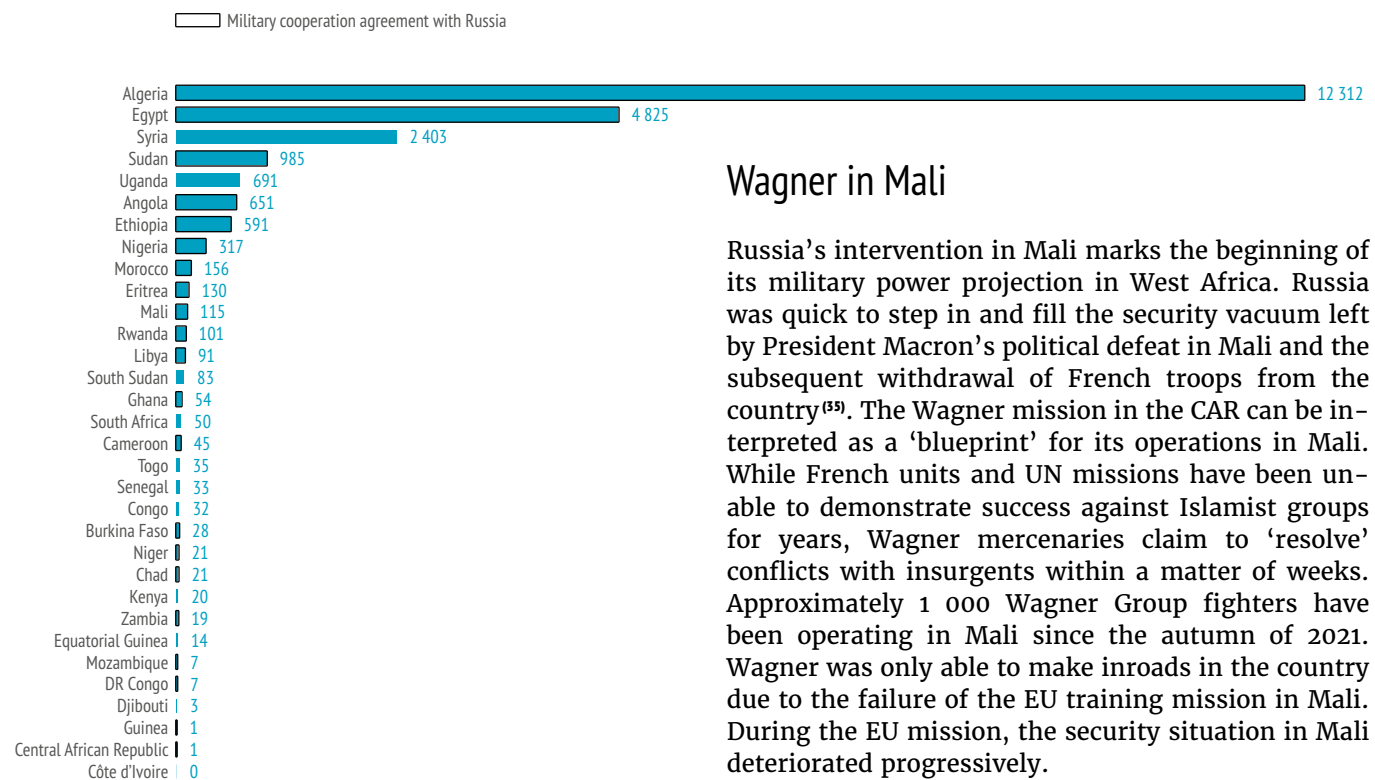 Military cooperation agreement with Russia
Algeria 12 312
Egypt 4 825
Syria 2 403
Sudan 985
Uganda 691
Angola 651
Ethiopia 591
Nigeria 317
Morocco 156
Eritrea 130
Mali 115
Rwanda 101
Libya 91
South Sudan 83
Ghana 54
South Africa 50
Cameroon 45
Togo 35
Senegal 33
Congo 32
Burkina Faso 28
Niger 21
Chad 21
Kenya 20
Zambia 19
Equatorial Guinea 14
Mozambique 7
DR Congo 7
Djibouti 3
Guinea 1
Central African Republic 1
Côte d'Ivoire 0
Wagner in Mali
Russia's intervention in Mali marks the beginning of
its military power projection in West Africa. Russia
was quick to step in and fill the security vacuum left
by President Macron's political defeat in Mali and the
subsequent withdrawal of French troops from the
country(35). The Wagner mission in the CAR can be in-
terpreted as a 'blueprint' for its operations in Mali.
While French units and UN missions have been un-
able to demonstrate success against Islamist groups
for years, Wagner mercenaries claim to 'resolve'
conflicts with insurgents within a matter of weeks.
Approximately 1 000 Wagner Group fighters have
been operating in Mali since the autumn of 2021.
Wagner was only able to make inroads in the country
due to the failure of the EU training mission in Mali.
During the EU mission, the security situation in Mali
deteriorated progressively.